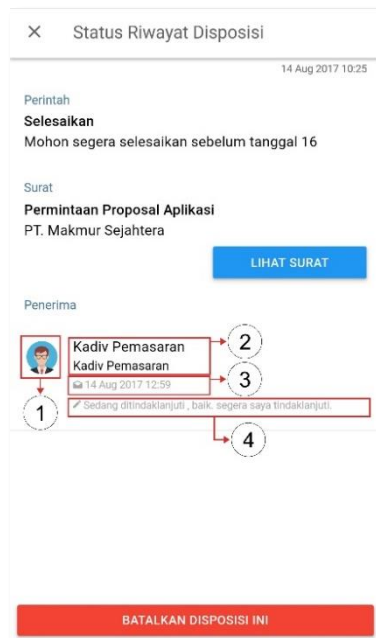 × Status Riwayat Disposisi
14 Aug 2017 10:25
Perintah
Selesaikan
Mohon segera selesaikan sebelum tanggal 16
Surat
Permintaan Proposal Aplikasi
PT. Makmur Sejahtera
LIHAT SURAT
Penerima
Kadiv Pemasaran
2
Kadiv Pemasaran
14 Aug 2017 12:59
3
1
Sedang ditindaklanjuti , baik. segera saya tindaklanjuti.
4
BATALKAN DISPOSISI INI